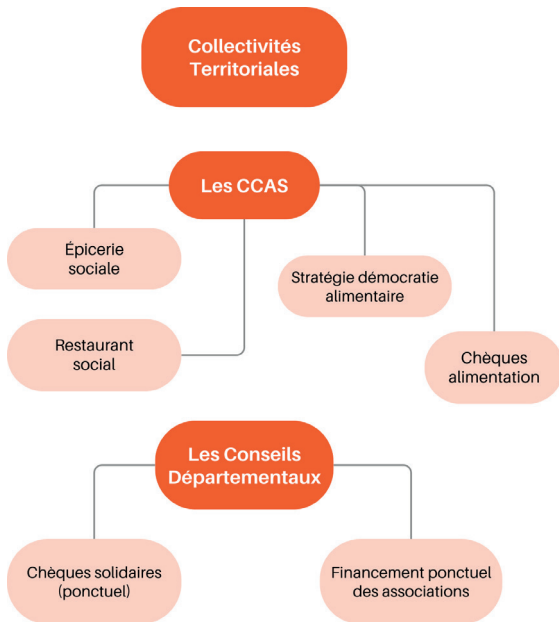 Collectivités
Territoriales
Les CCAS
Épicerie
sociale
Stratégie démocratie
alimentaire
Restaurant
social
Chèques
alimentation
Les Conseils
Départementaux
Chèques solidaires
(ponctuel)
Financement ponctuel
des associations